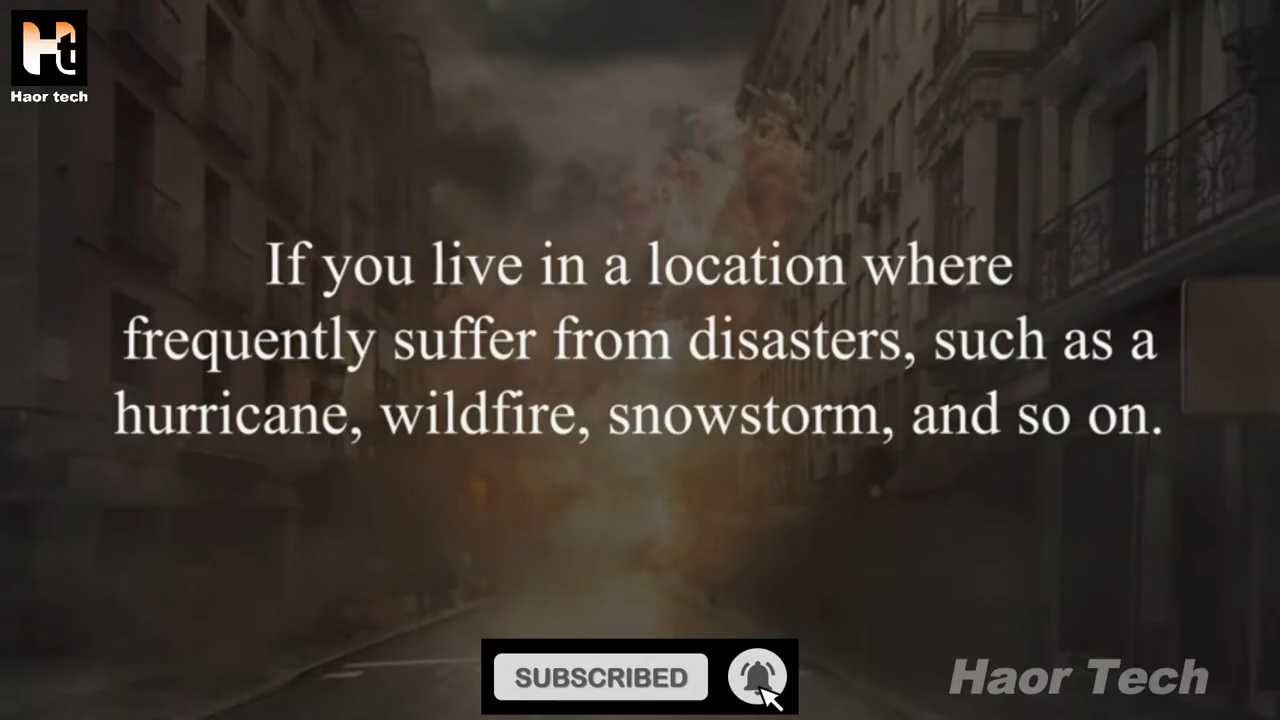 Ht
Haor tech
If you live in a location where
frequently suffer from disasters, such as a
hurricane, wildfire, snowstorm, and so on.
SUBSCRIBED
Haor Tech